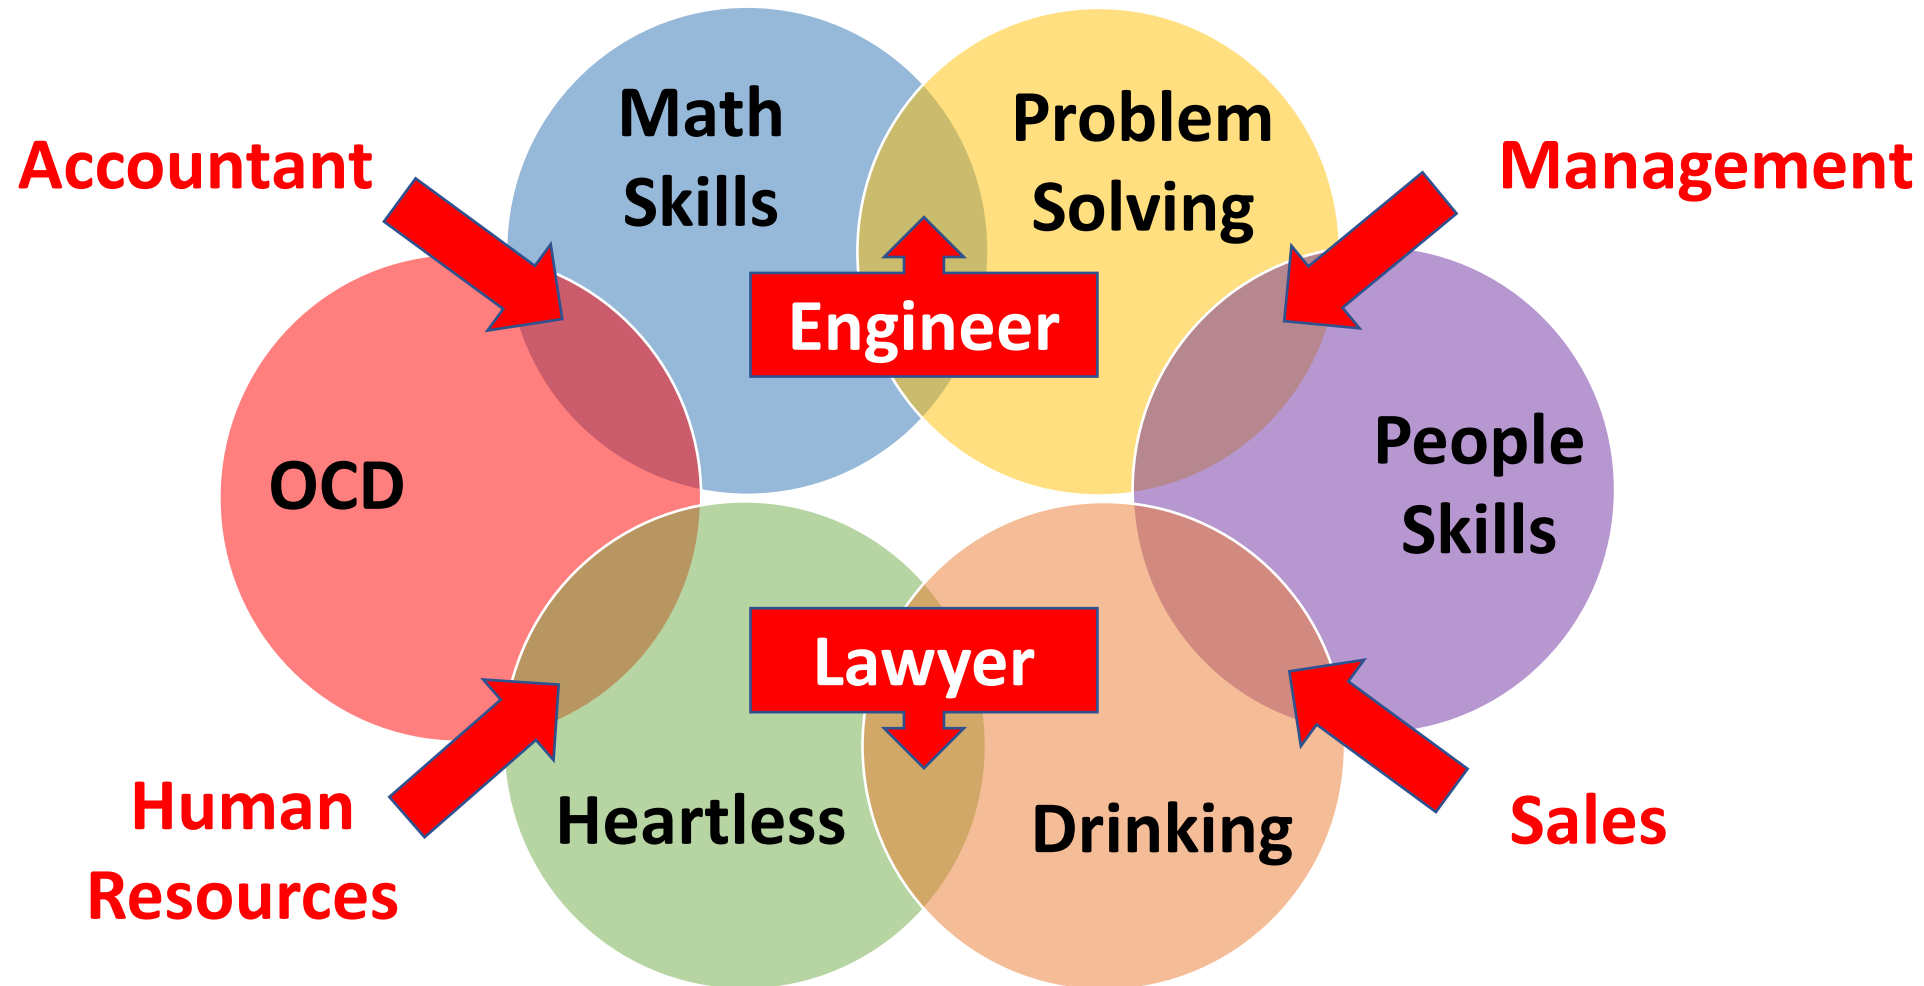 Math
Skills
Problem
Solving
Accountant
Management
Engineer
OCD
People
Skills
Lawyer
Human
Resources
Heartless
Drinking
Sales